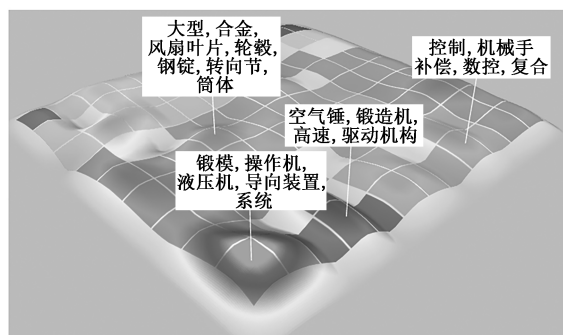 大型, 合金,
风扇叶片, 轮毂,
钢锭, 转向节,
筒体
控制, 机械手
补偿, 数控, 复合
空气锤, 锻造机,
高速, 驱动机构
锻模, 操作机,
液压机, 导向装置,
系统